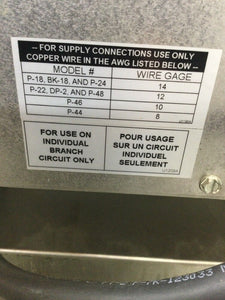 -- FOR SUPPLY CONNECTIONS USE ONLY
COPPER WIRE IN THE AWG LISTED BELOW --
MODEL # WIRE GAGE
P-18, BK-18, AND P-24 14
P-22, DP-2, AND P-48 12
P-46 10
P-44 8
FOR USE ON
INDIVIDUAL
BRANCH
CIRCUIT ONLY
POUR USAGE
SUR UN CIRCUIT
INDIVIDUEL
SEULEMENT